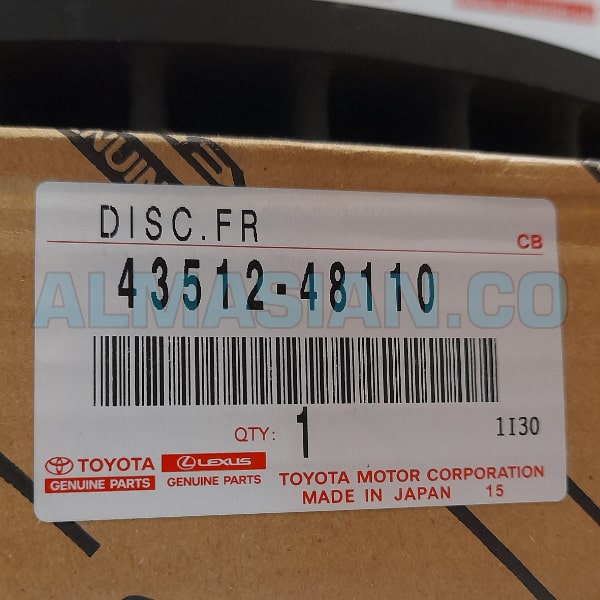 DISC.FR
CB
43512-48110
ALMASIAN.CO
QTY: 1
1I30
TOYOTA
GENUINE PARTS
LEXUS
GENUINE PARTS
TOYOTA MOTOR CORPORATION
MADE IN JAPAN 15